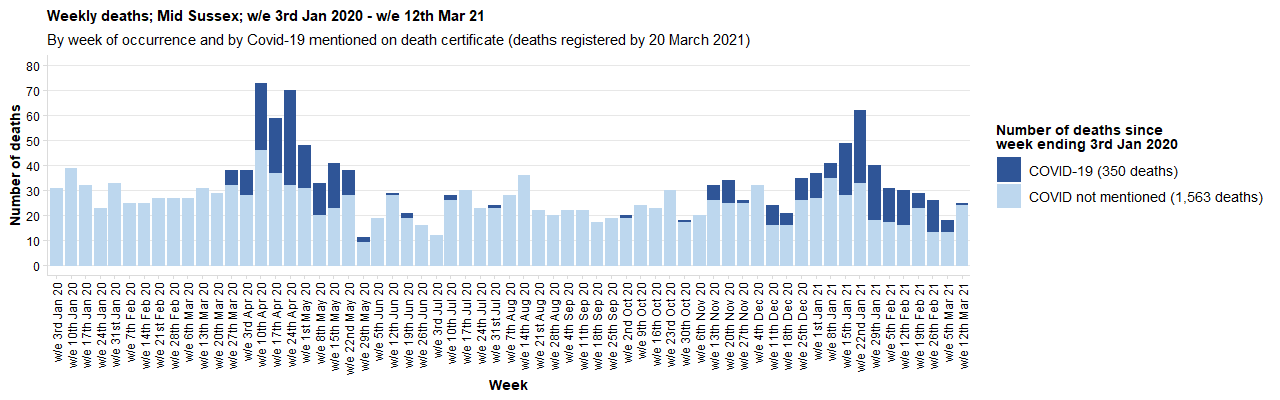 Weekly deaths; Mid Sussex; w/e 3rd Jan 2020 - w/e 12th Mar 21
By week of occurrence and by Covid-19 mentioned on death certificate (deaths registered by 20 March 2021)
Number of deaths
80
70
60
50
40
30
20
10
0
w/e 3rd Jan 20
w/e 10th Jan 20
w/e 17th Jan 20
w/e 24th Jan 20
w/e 31st Jan 20
w/e 7th Feb 20
w/e 14th Feb 20
w/e 21st Feb 20
w/e 28th Feb 20
w/e 6th Mar 20
w/e 13th Mar 20
w/e 20th Mar 20
w/e 27th Mar 20
w/e 3rd Apr 20
w/e 10th Apr 20
w/e 17th Apr 20
w/e 24th Apr 20
w/e 1st May 20
w/e 8th May 20
w/e 15th May 20
w/e 22nd May 20
w/e 29th May 20
w/e 5th Jun 20
w/e 12th Jun 20
w/e 19th Jun 20
w/e 26th Jun 20
w/e 3rd Jul 20
w/e 10th Jul 20
w/e 17th Jul 20
w/e 24th Jul 20
w/e 31st Jul 20
w/e 7th Aug 20
w/e 14th Aug 20
w/e 21st Aug 20
w/e 28th Aug 20
w/e 4th Sep 20
w/e 11th Sep 20
w/e 18th Sep 20
w/e 25th Sep 20
w/e 2nd Oct 20
w/e 9th Oct 20
w/e 16th Oct 20
w/e 23rd Oct 20
w/e 30th Oct 20
w/e 6th Nov 20
w/e 13th Nov 20
w/e 20th Nov 20
w/e 27th Nov 20
w/e 4th Dec 20
w/e 11th Dec 20
w/e 18th Dec 20
w/e 25th Dec 20
w/e 1st Jan 21
w/e 8th Jan 21
w/e 15th Jan 21
w/e 22nd Jan 21
w/e 29th Jan 21
w/e 5th Feb 21
w/e 12th Feb 21
w/e 19th Feb 21
w/e 26th Feb 21
w/e 5th Mar 21
w/e 12th Mar 21
Week
Number of deaths since
week ending 3rd Jan 2020
COVID-19 (350 deaths)
COVID not mentioned (1,563 deaths)